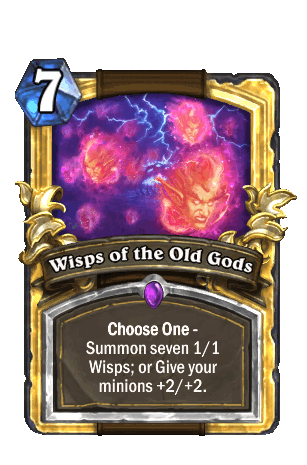 7
Wisps of the Old Gods
Choose One -
Summon seven 1/1
Wisps; or Give your
minions +2/+2.